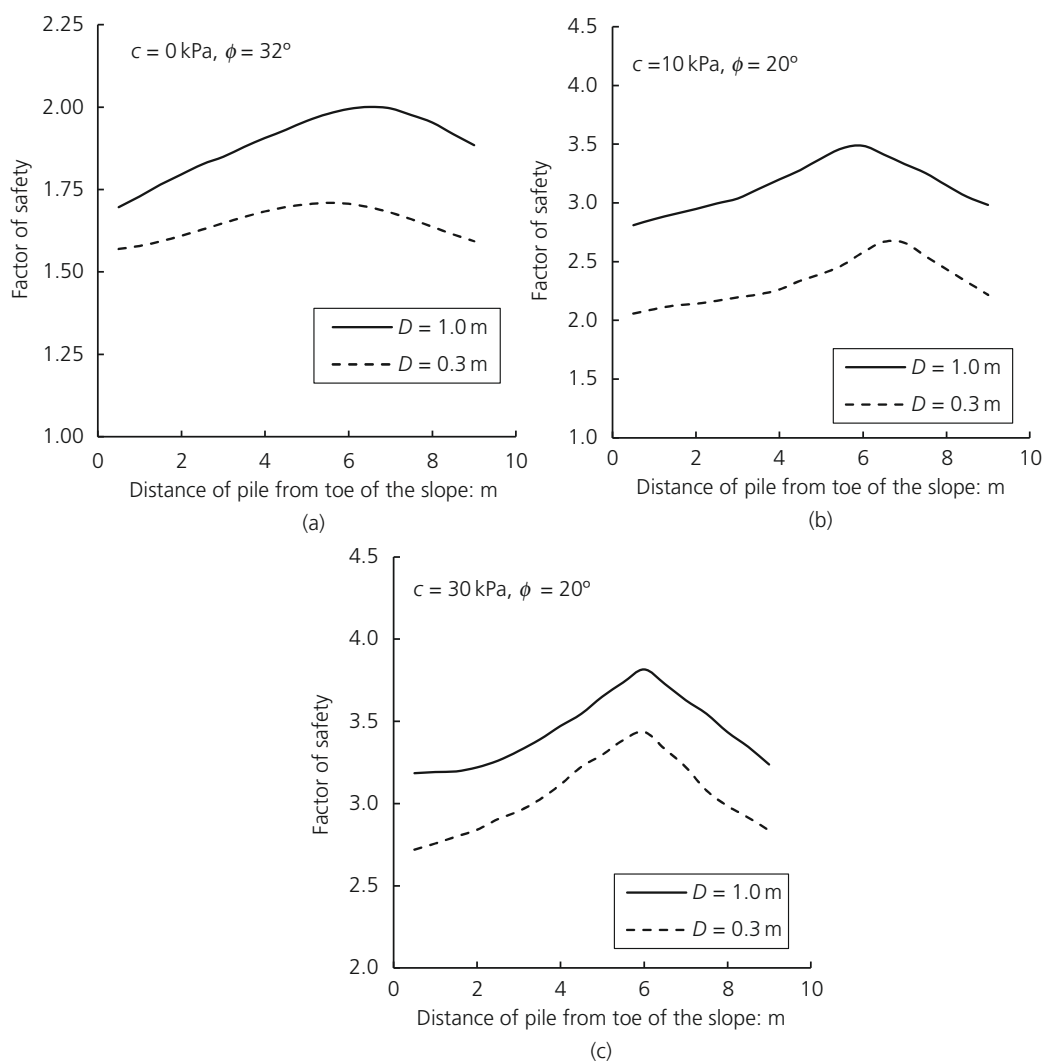 c = 0 kPa, ϕ = 32º
Factor of safety
2.25
2.00
1.75
1.50
1.25
1.00
0 2 4 6 8 10
D = 1.0 m
D = 0.3 m
Distance of pile from toe of the slope: m
(a)
c =10 kPa, ϕ = 20º
Factor of safety
4.5
4.0
3.5
3.0
2.5
2.0
1.5
1.0
0 2 4 6 8 10
D = 1.0 m
D = 0.3 m
Distance of pile from toe of the slope: m
(b)
c = 30 kPa, ϕ = 20º
Factor of safety
4.5
4.0
3.5
3.0
2.5
2.0
0 2 4 6 8 10
D = 1.0 m
D = 0.3 m
Distance of pile from toe of the slope: m
(c)